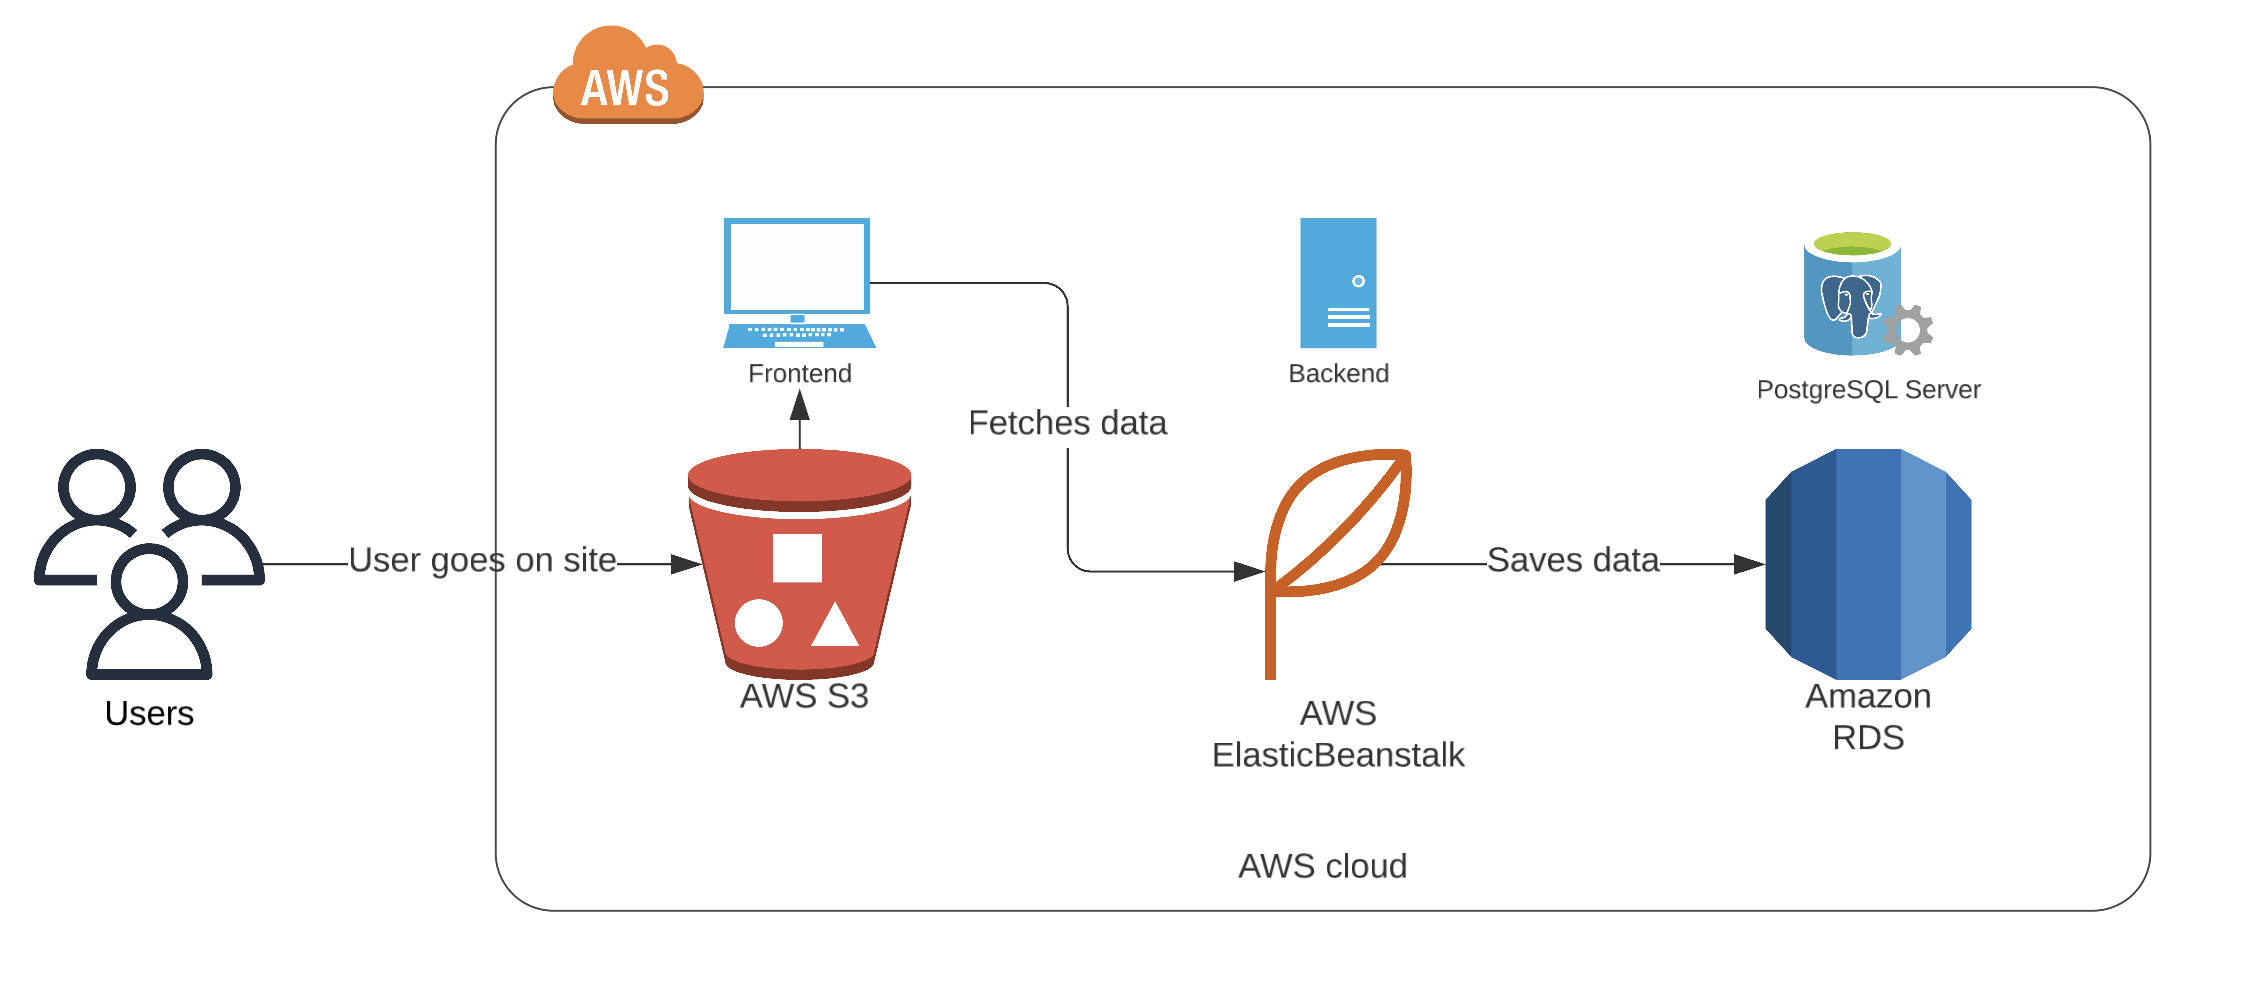 AWS
Frontend
Backend
PostgreSQL Server
Fetches data
User goes on site
Saves data
Users
AWS S3
AWS
ElasticBeanstalk
Amazon
RDS
AWS cloud